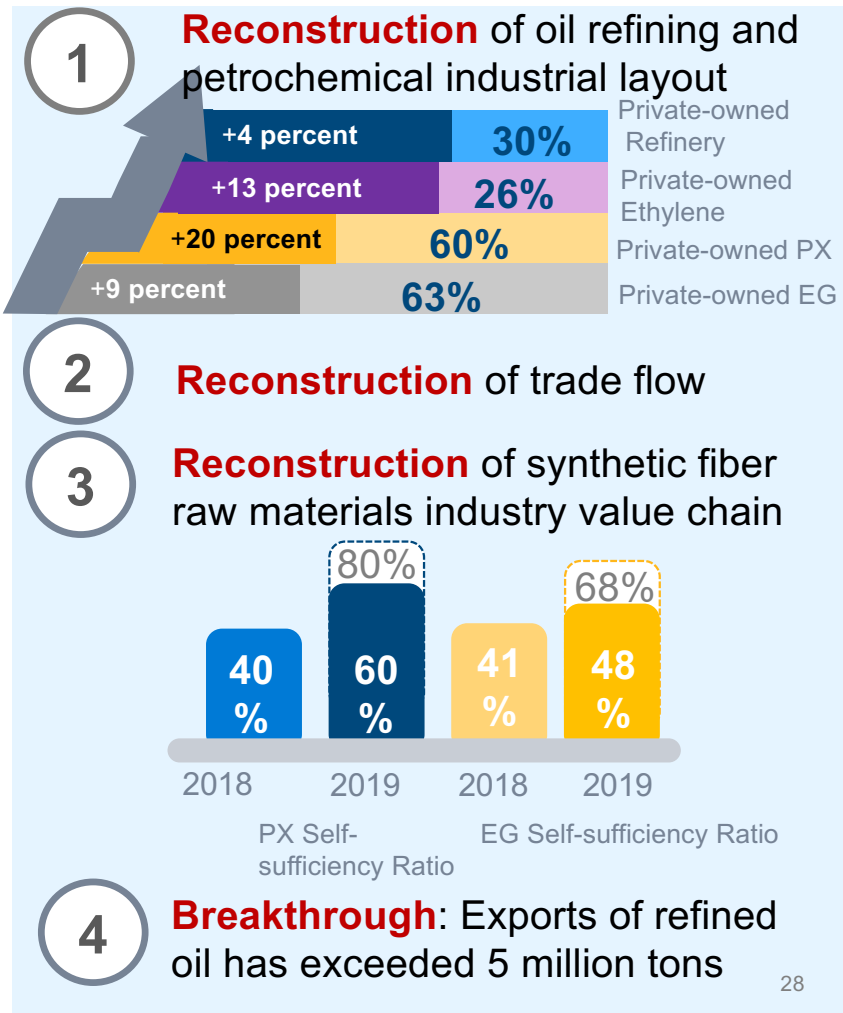 1
Reconstruction of oil refining and
petrochemical industrial layout
+4 percent 30% Private-owned
Refinery
+13 percent 26% Private-owned
Ethylene
+20 percent 60% Private-owned PX
+9 percent 63% Private-owned EG
2
Reconstruction of trade flow
3
Reconstruction of synthetic fiber
raw materials industry value chain
80% 68%
40 60 41 48
% % % %
2018 2019 2018 2019
PX Self- EG Self-sufficiency Ratio
sufficiency Ratio
4
Breakthrough: Exports of refined
oil has exceeded 5 million tons
28